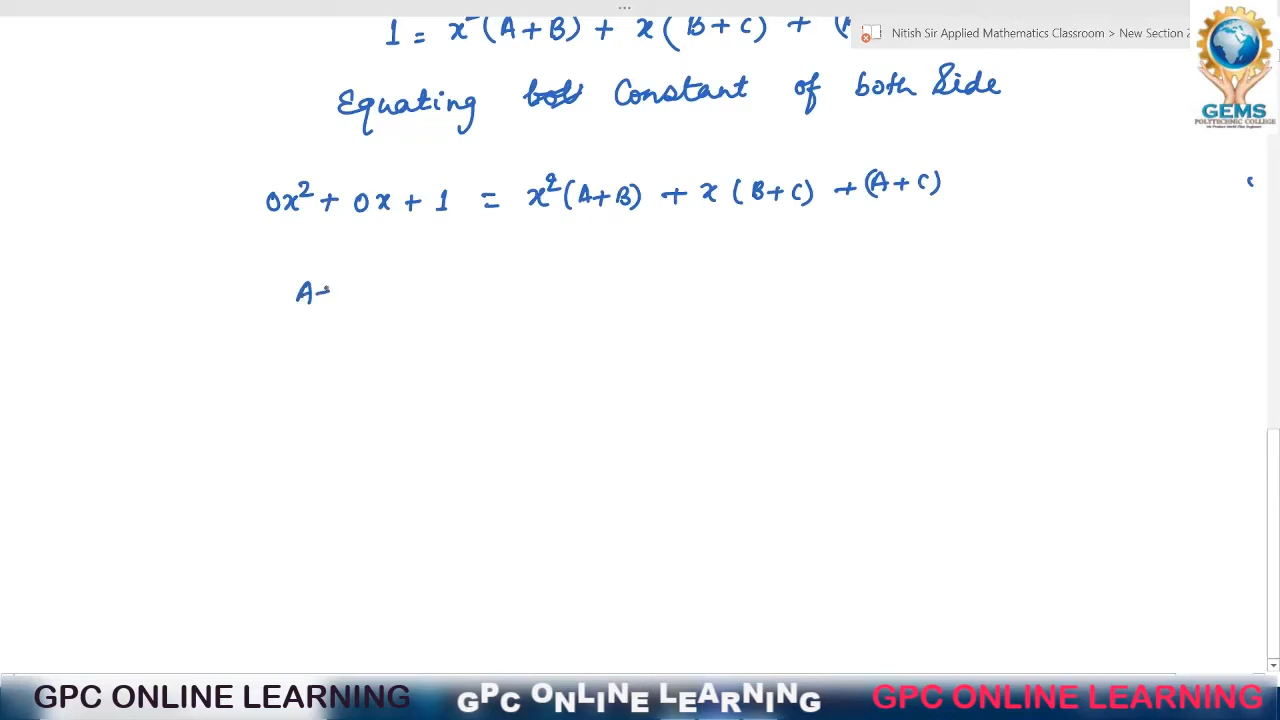 1 = x²(A+B) + x(B+C) + (A
Nitish Sir Applied Mathematics Classroom > New Section 2
GEMS
POLYTECHNIC COLLEGE
Equating Constant of both Side
0x² + 0x + 1 = x²(A+B) + x(B+C) + (A+C)
A-
GPC ONLINE LEARNING GPC ONLINE LEARNING GPC ONLINE LEARNING